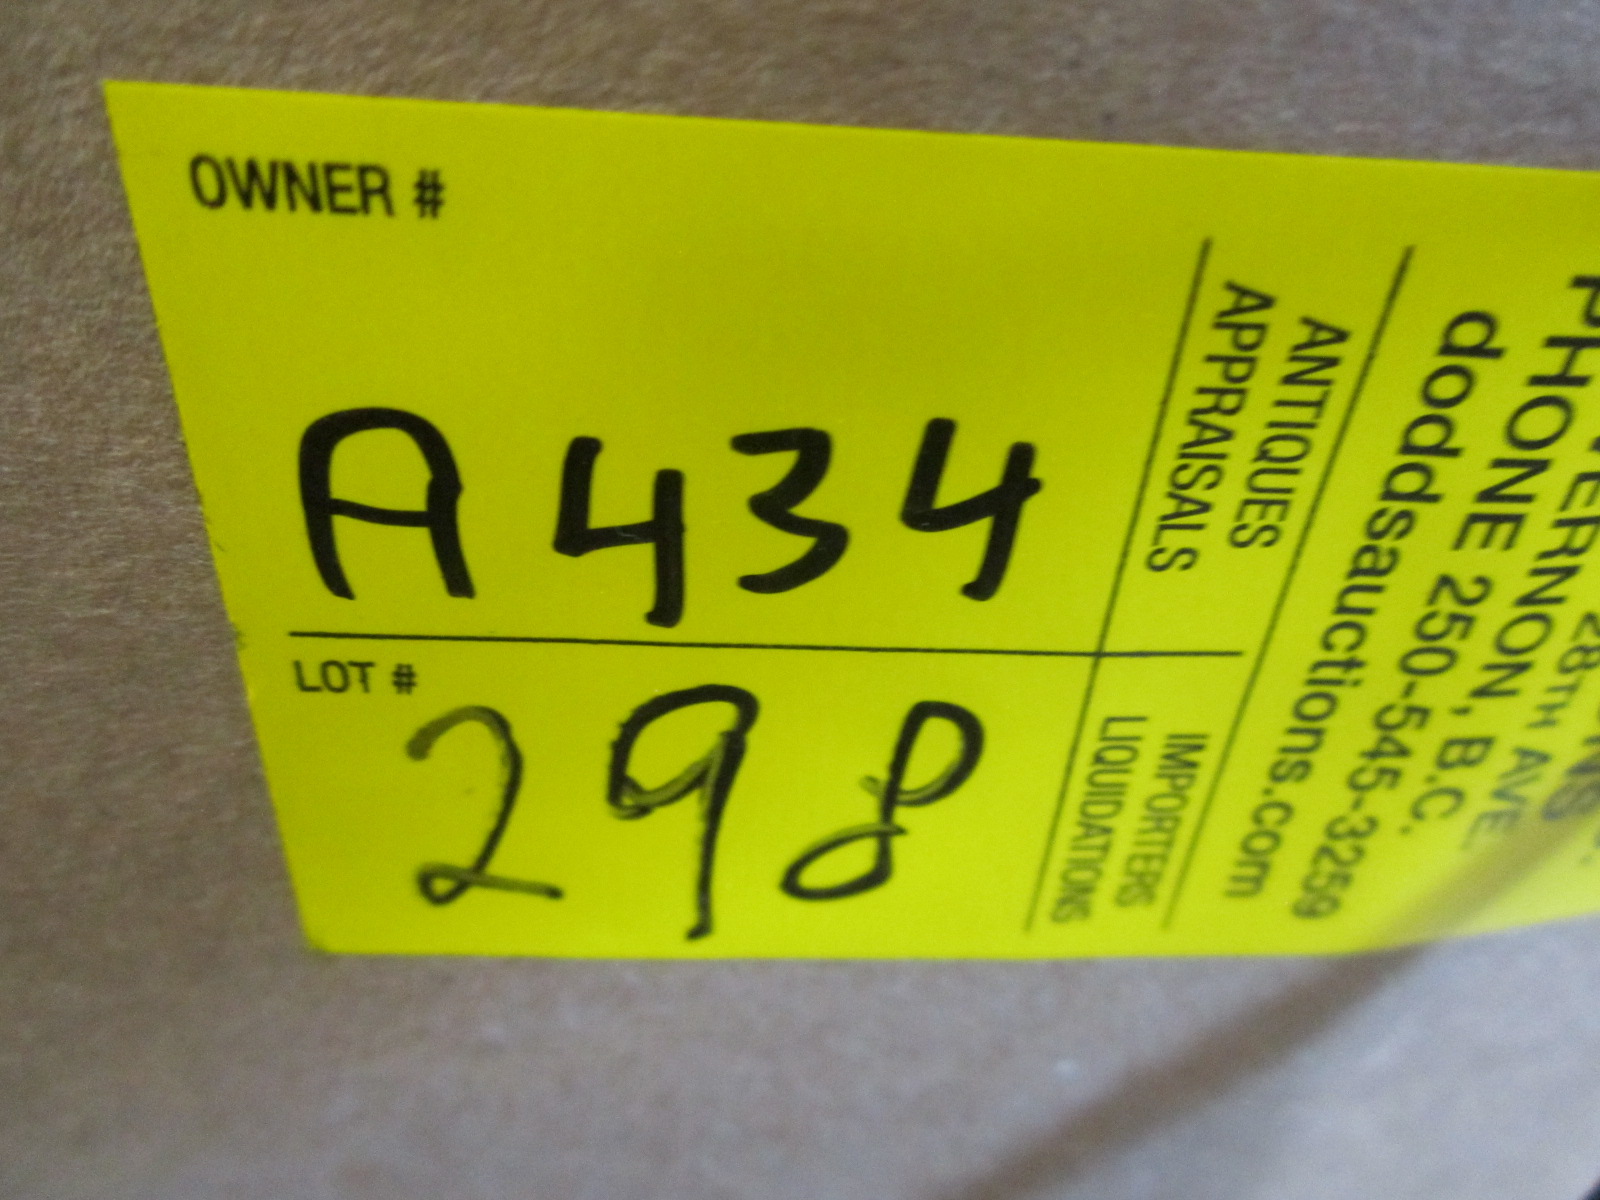 OWNER #
A434
LOT #
298
PHONE 250-545-3259
doddsauctions.com
ANTIQUES
APPRAISALS
IMPORTERS
LIQUIDATIONS
28TH AVE
VERNON, B.C.